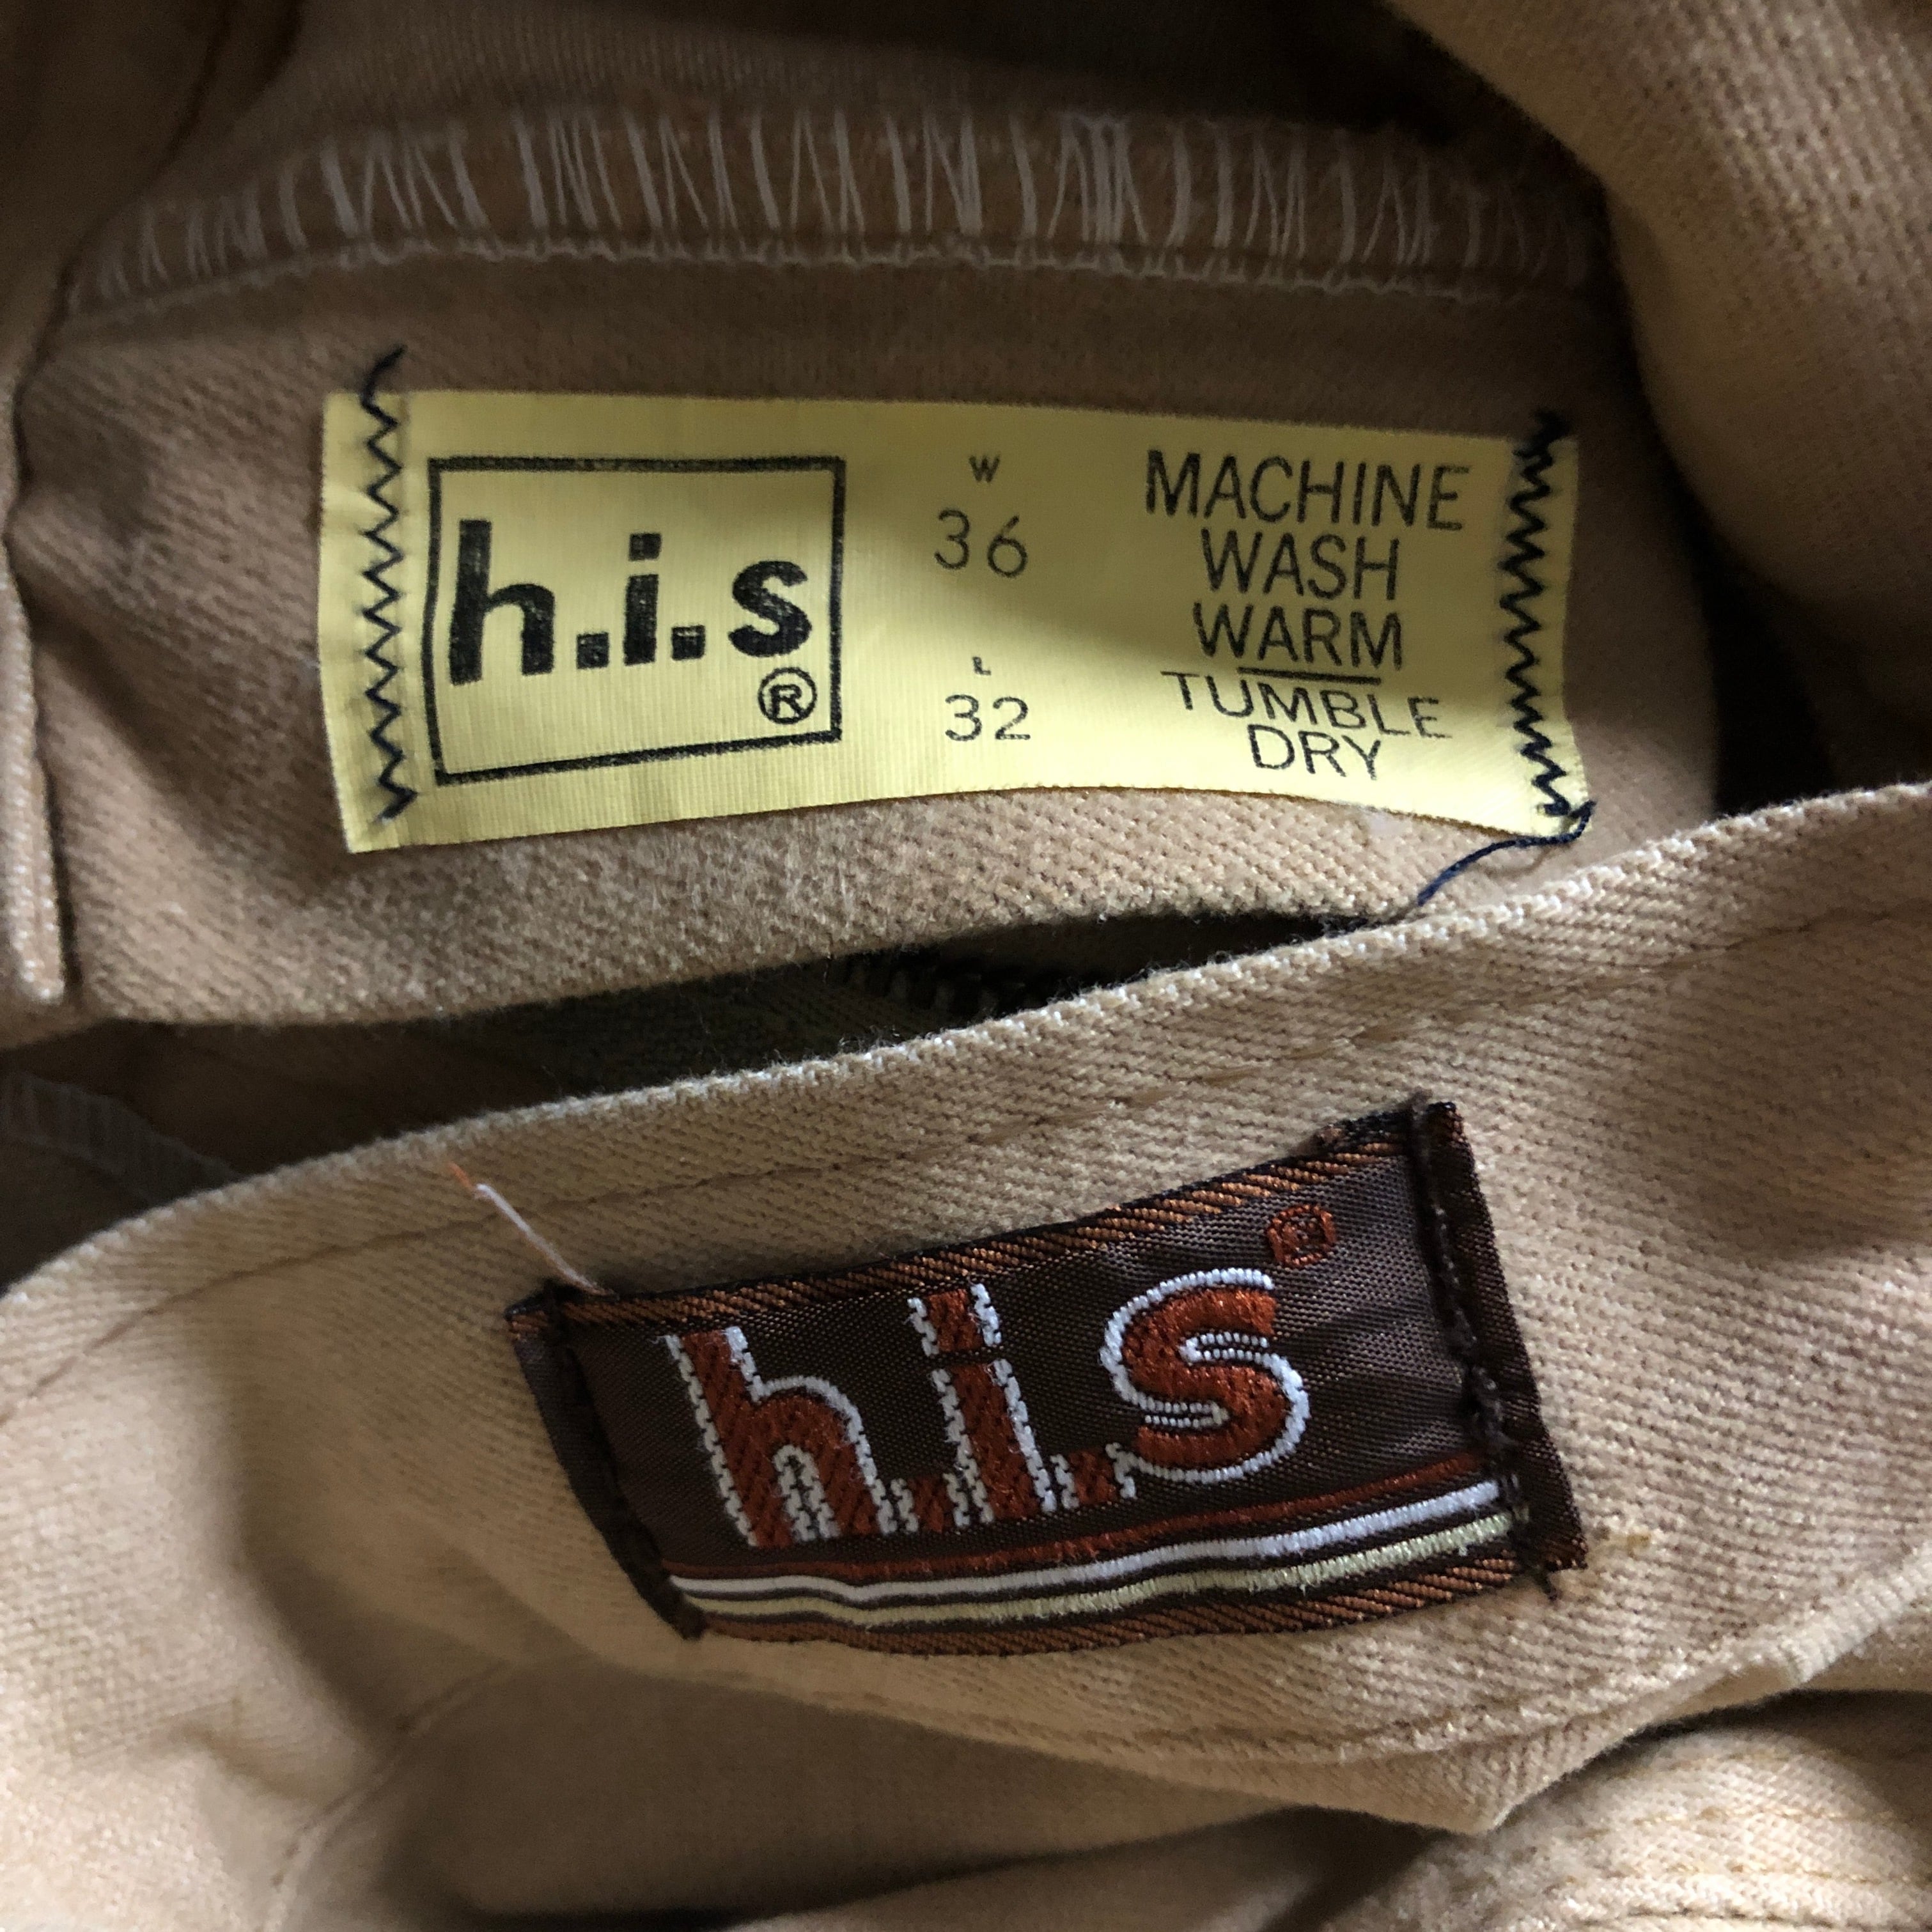 h.i.s
®
W
36
L
32
MACHINE
WASH
WARM
TUMBLE
DRY
h.i.s®